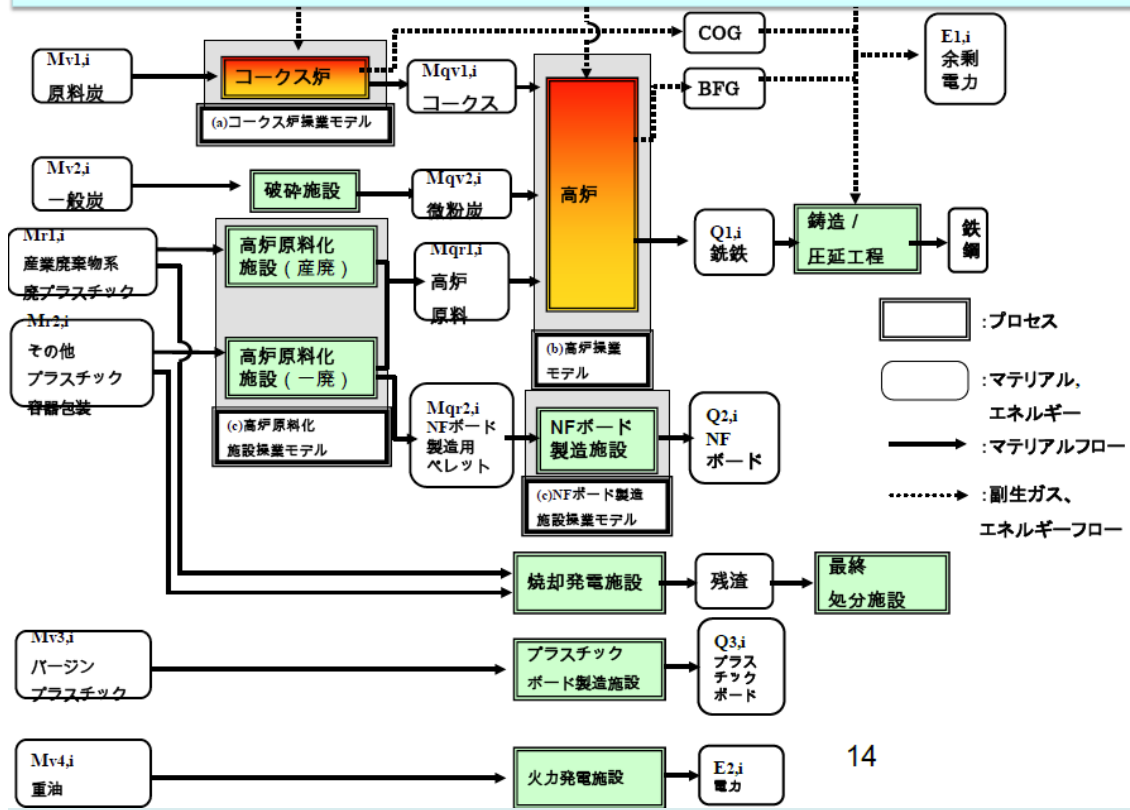 COG
E1,i
余剰
電力
Mv1,i
原料炭
コークス炉
Mqv1,i
コークス
BFG
(a)コークス炉操業モデル
Mv2,i
一般炭
破砕施設
Mqv2,i
微粉炭
高炉
Mr1,i
産業廃棄物系
廃プラスチック
高炉原料化
施設（産廃）
Mqr1,i
高炉
原料
Q1,i
銑鉄
鋳造 /
圧延工程
鉄
鋼
Mr2,i
その他
プラスチック
容器包装
高炉原料化
施設（一廃）
(b)高炉操業
モデル
:プロセス
:マテリアル,
エネルギー
:マテリアルフロー
:副生ガス、
エネルギーフロー
(c)高炉原料化
施設操業モデル
Mqr2,i
NFボード
製造用
ペレット
NFボード
製造施設
Q2,i
NF
ボード
(c)NFボード製造
施設操業モデル
焼却発電施設
残渣
最終
処分施設
Mv3,i
バージン
プラスチック
プラスチック
ボード製造施設
Q3,i
プラス
チック
ボード
Mv4,i
重油
火力発電施設
E2,i
電力
14